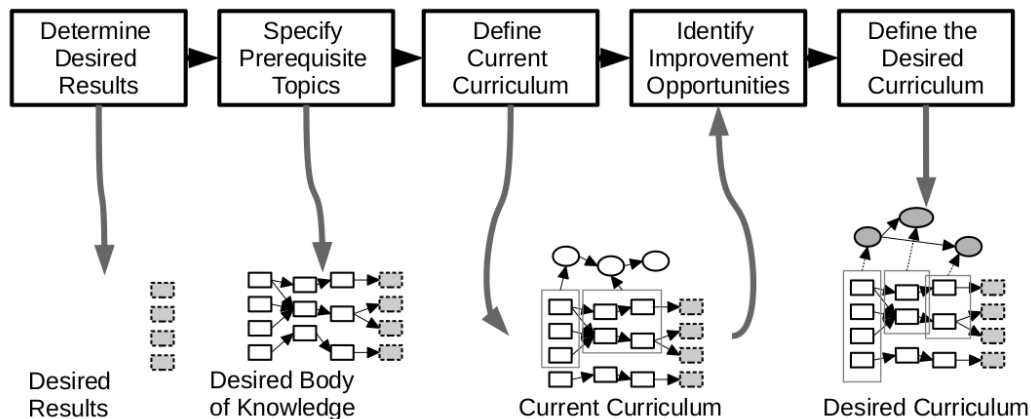 Determine
Desired
Results
Specify
Prerequisite
Topics
Define
Current
Curriculum
Identify
Improvement
Opportunities
Define the
Desired
Curriculum
Desired
Results
Desired Body
of Knowledge
Current Curriculum
Desired Curriculum